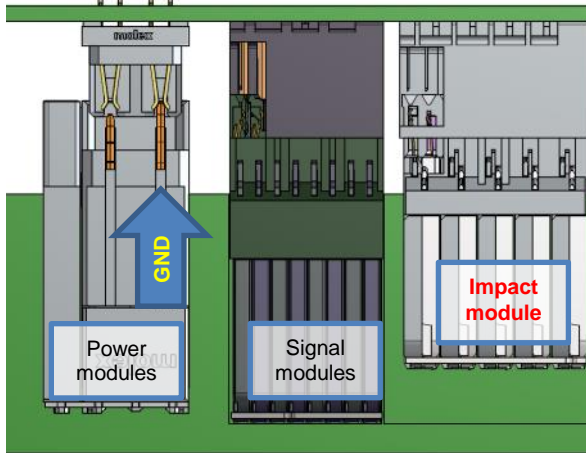 molex
GND
Impact
module
Power
modules
Signal
modules